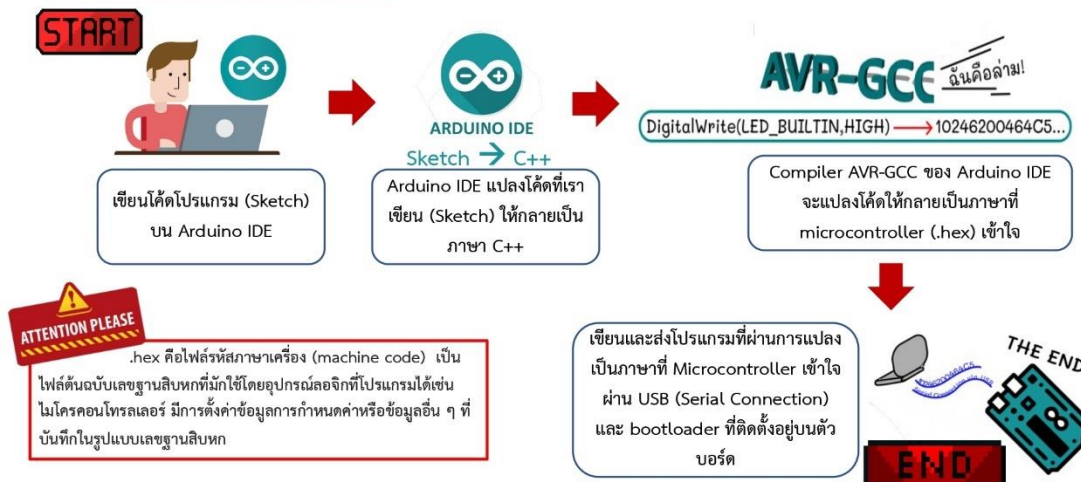 START
ARDUINO IDE
Sketch → C++
AVR-GCC
ฉันคือล่าม!
DigitalWrite(LED_BUILTIN,HIGH) → 10246200464C5...
เขียนโค้ดโปรแกรม (Sketch)
บน Arduino IDE
Arduino IDE แปลงโค้ดที่เรา
เขียน (Sketch) ให้กลายเป็น
ภาษา C++
Compiler AVR-GCC ของ Arduino IDE
จะแปลงโค้ดให้กลายเป็นภาษาที่
microcontroller (.hex) เข้าใจ
ATTENTION PLEASE
.hex คือไฟล์รหัสภาษาเครื่อง (machine code) เป็น
ไฟล์ต้นฉบับเลขฐานสิบหกที่มักใช้โดยอุปกรณ์ลอจิกที่โปรแกรมได้เช่น
ไมโครคอนโทรลเลอร์ มีการตั้งค่าข้อมูลการกำหนดค่าหรือข้อมูลอื่น ๆ ที่
บันทึกในรูปแบบเลขฐานสิบหก
เขียนและส่งโปรแกรมที่ผ่านการแปลง
เป็นภาษาที่ Microcontroller เข้าใจ
ผ่าน USB (Serial Connection)
และ bootloader ที่ติดตั้งอยู่บนตัว
บอร์ด
THE END
END